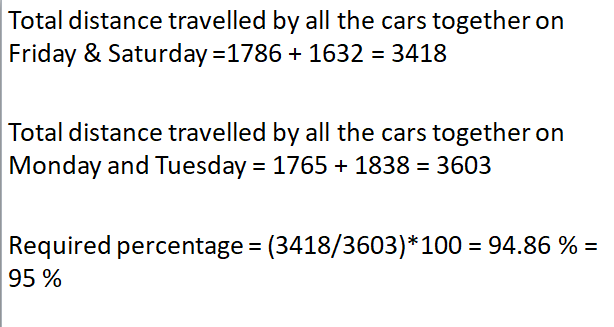 Total distance travelled by all the cars together on
Friday & Saturday =1786 + 1632 = 3418
Total distance travelled by all the cars together on
Monday and Tuesday = 1765 + 1838 = 3603
Required percentage = (3418/3603)*100 = 94.86 % =
95 %